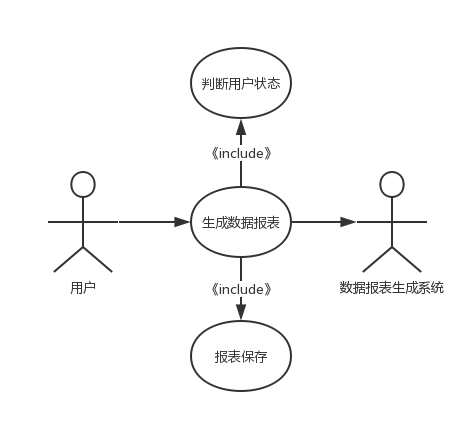 判断用户状态
《include》
生成数据报表
用户
数据报表生成系统
《include》
报表保存